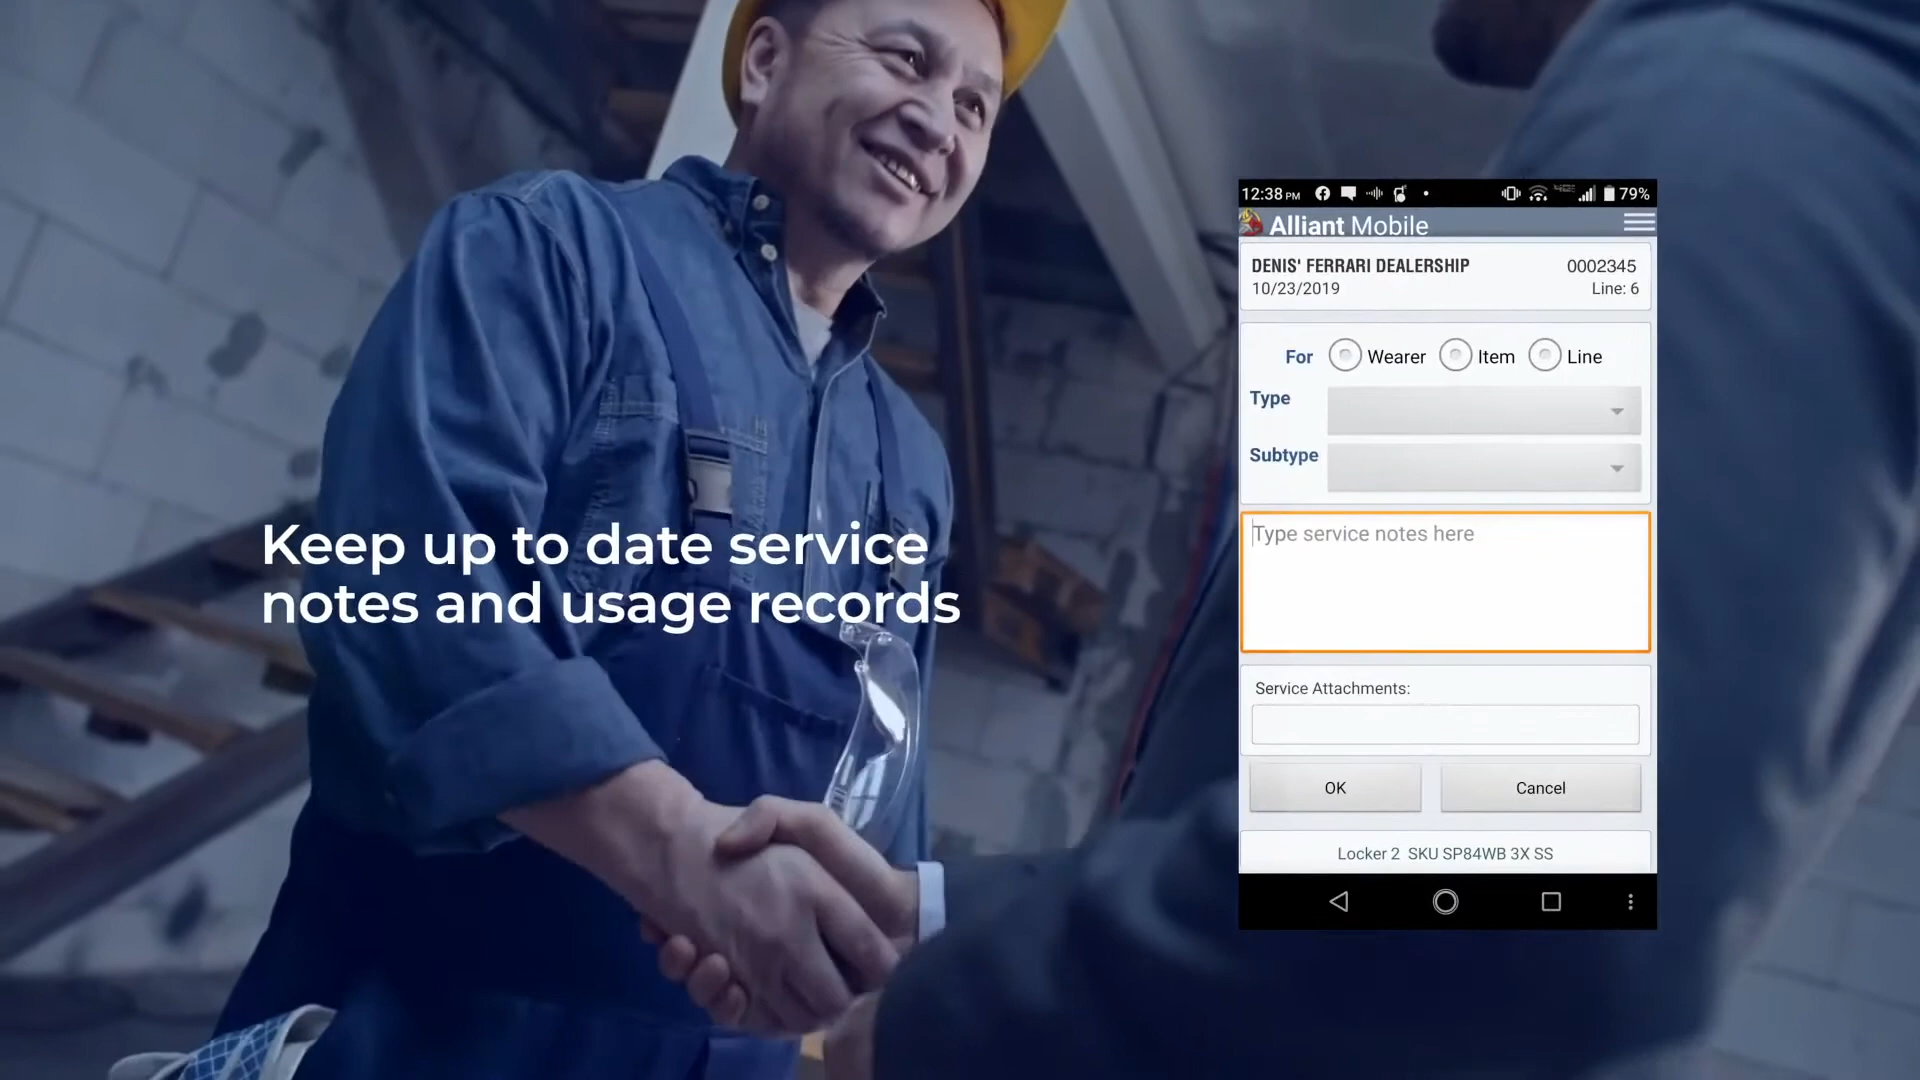 Keep up to date service
notes and usage records
12:38 PM
79%
Alliant Mobile
DENIS' FERRARI DEALERSHIP 0002345
10/23/2019 Line: 6
For Wearer Item Line
Type
Subtype
Type service notes here
Service Attachments:
OK Cancel
Locker 2 SKU SP84WB 3X SS